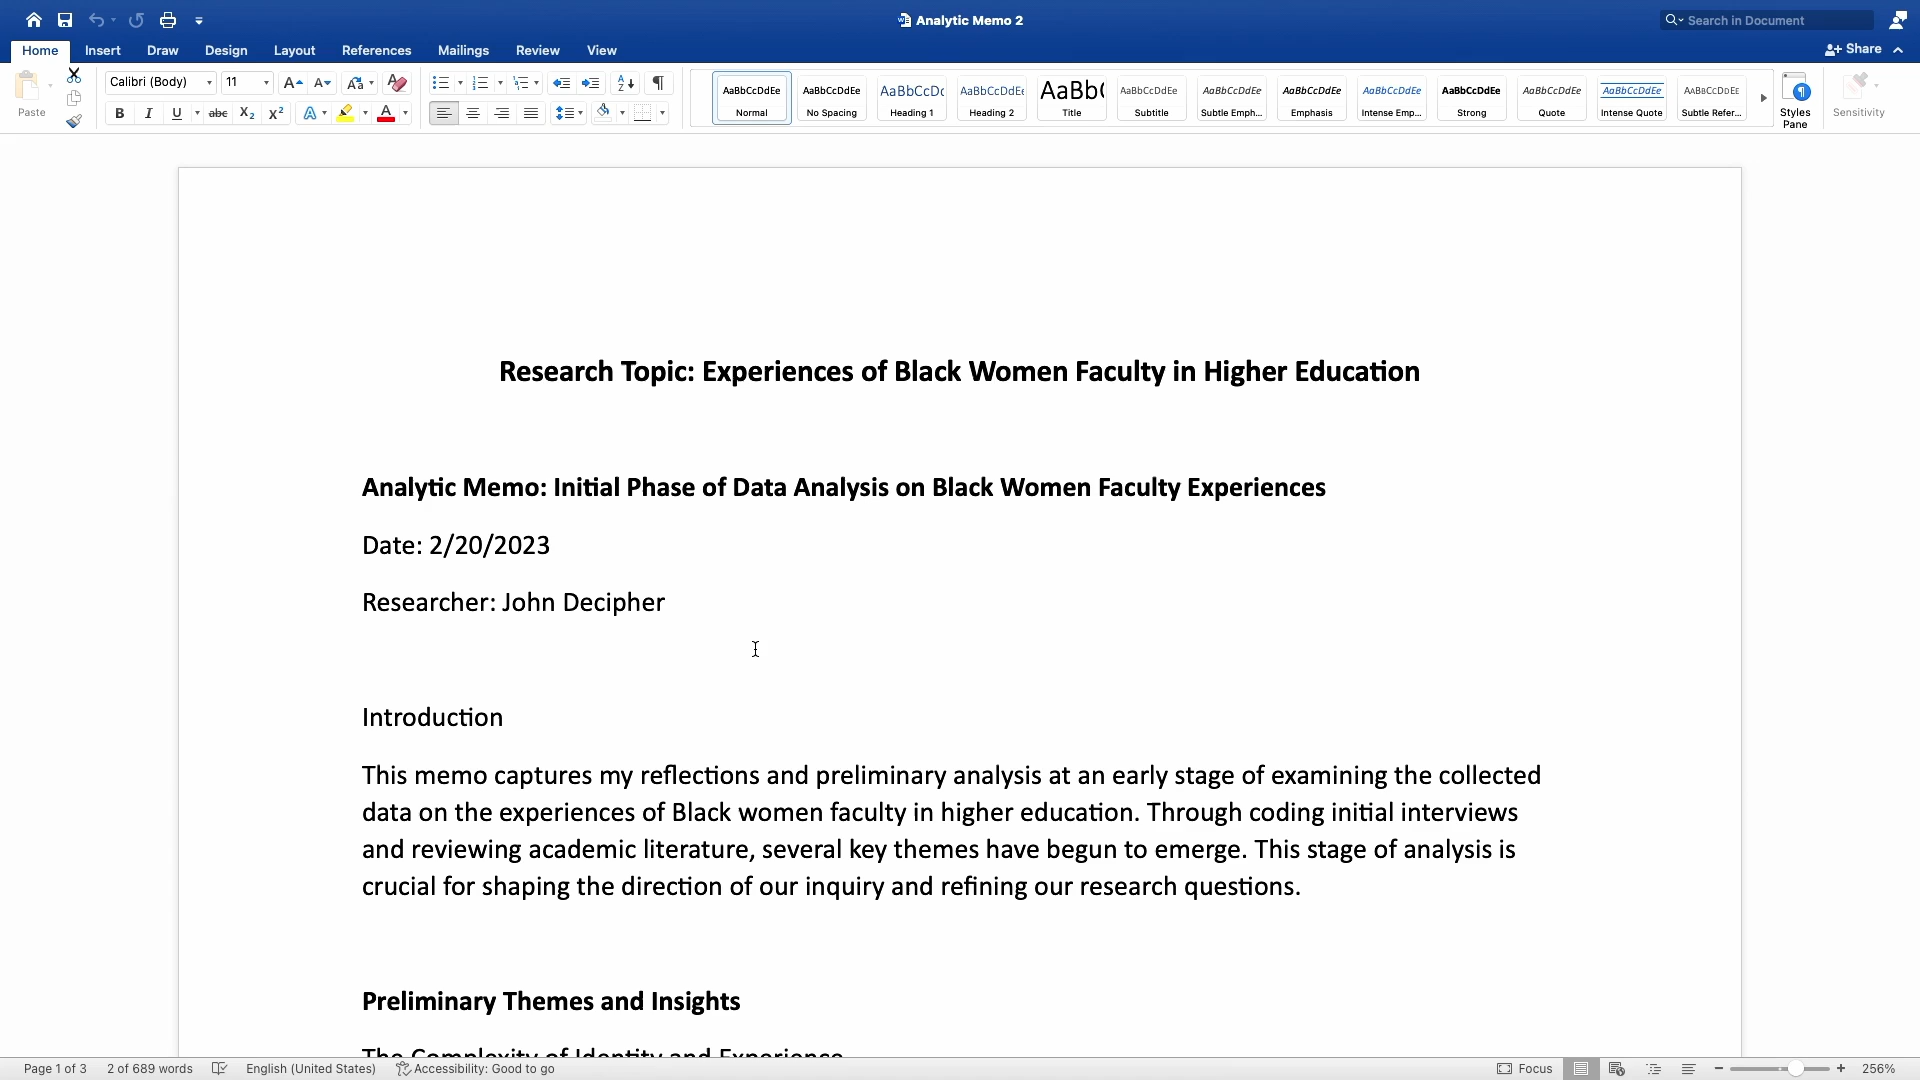 Analytic Memo 2
Search in Document
Home Insert Draw Design Layout References Mailings Review View
Share
Paste
Calibri (Body) 11
AaBbCcDdEe AaBbCcDdEe AaBbCcDc AaBbCcDdEe AaBb( AaBbCcDdEe AaBbCcDdEe AaBbCcDdEe AaBbCcDdEe AaBbCcDdEe AaBbCcDdEe AaBbCcDdEe AaBbCcDdEe
Normal No Spacing Heading 1 Heading 2 Title Subtitle Subtle Emph... Emphasis Intense Emp... Strong Quote Intense Quote Subtle Refer...
Styles
Pane
Sensitivity
Research Topic: Experiences of Black Women Faculty in Higher Education
Analytic Memo: Initial Phase of Data Analysis on Black Women Faculty Experiences
Date: 2/20/2023
Researcher: John Decipher
Introduction
This memo captures my reflections and preliminary analysis at an early stage of examining the collected
data on the experiences of Black women faculty in higher education. Through coding initial interviews
and reviewing academic literature, several key themes have begun to emerge. This stage of analysis is
crucial for shaping the direction of our inquiry and refining our research questions.
Preliminary Themes and Insights
The Complexity of Identity and Experience
Page 1 of 3 2 of 689 words English (United States) Accessibility: Good to go
Focus
256%